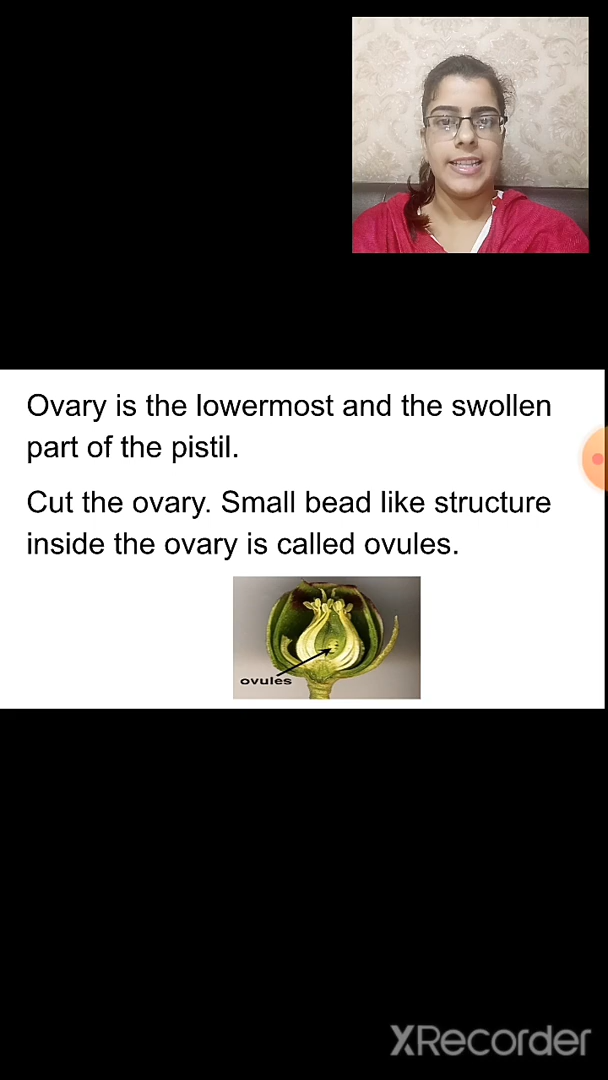 Ovary is the lowermost and the swollen
part of the pistil.
Cut the ovary. Small bead like structure
inside the ovary is called ovules.
ovules
XRecorder